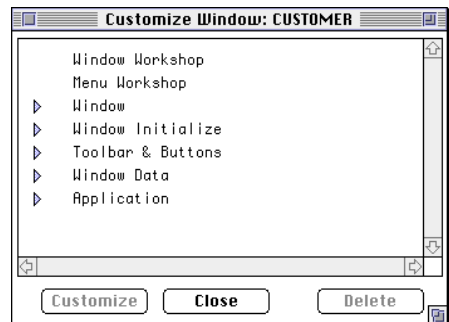 Customize Window: CUSTOMER
Window Workshop
Menu Workshop
Window
Window Initialize
Toolbar & Buttons
Window Data
Application
Customize Close Delete